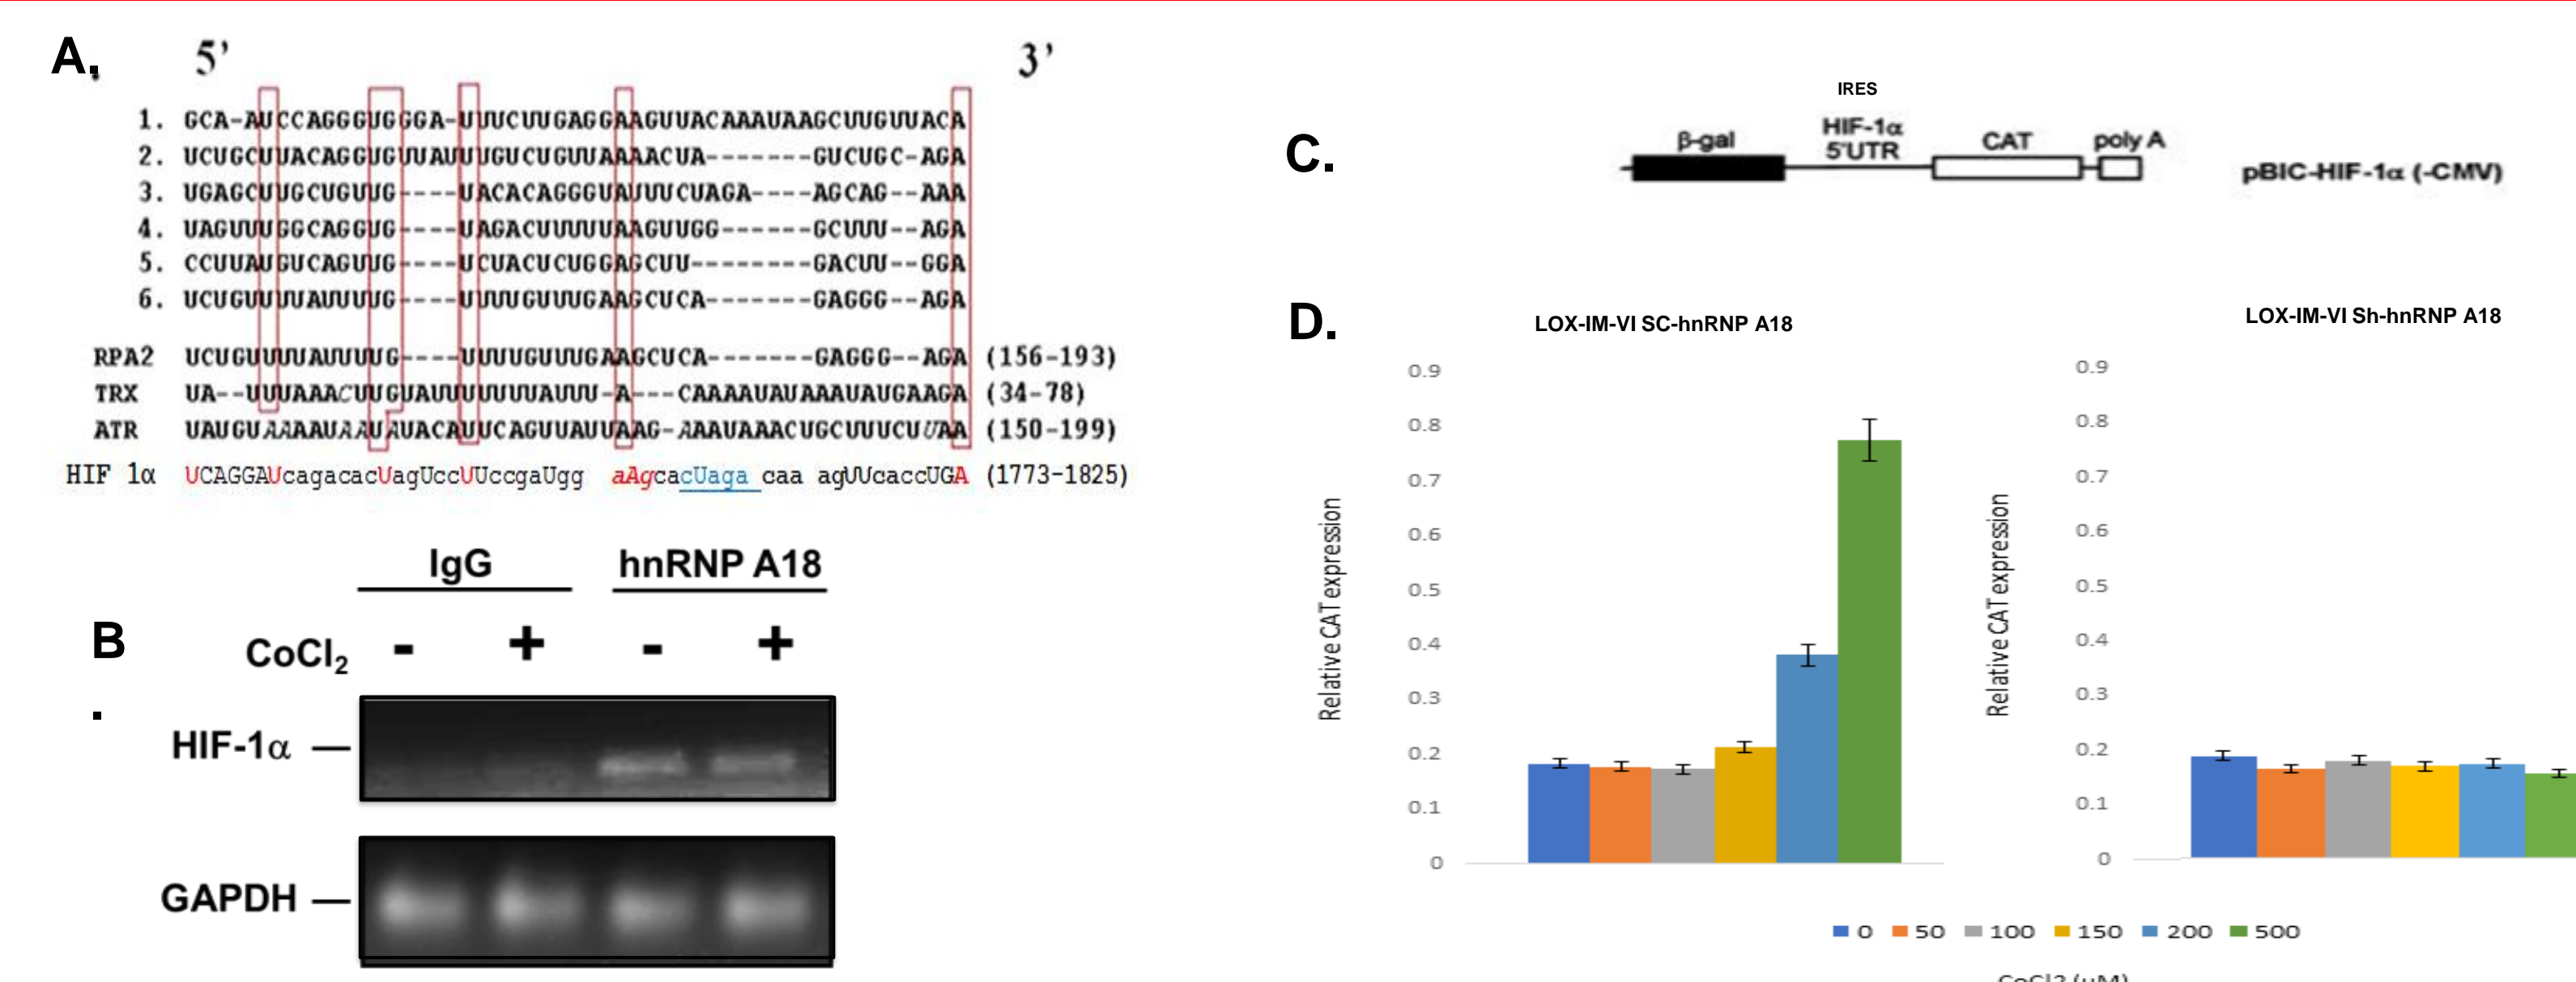 A.
5’ 3’
1. GCA-AUCCAGGGUGGGA-UUUCUUGAGGAAGUUACAAAUAAGCUUGUUACA
2. UCUGCUUACAGGUGUUAUUUGUCUGUUAAAACUA-------GUCUGC-AGA
3. UGAGCUUGCUGUUG----UACACAGGGUAUUUCUAGA----AGCAG--AAA
4. UAGUUUGGCAGGUG----UAGACUUUUUAAGUUGG------GCUUU--AGA
5. CCUUAUGUCAGUUG----UCUACUCUGGAGCUU--------GACUU--GGA
6. UCUGUUUUAUUUUG----UUUUGUUUGAAGCUCA-------GAGGG--AGA
RPA2 UCUGUUUUAUUUUG----UUUUGUUUGAAGCUCA-------GAGGG--AGA (156-193)
TRX UA--UUUUAAACUUGUAUUUUUUUAUUU-A---CAAAAUAUAAAUAUGAAGA (34-78)
ATR UAUGUAAAAUAAUAUACAUUCAGUUAUUAAG-AAAUAAACUGCUUUCUUAA (150-199)
HIF 1α UCAGGAUcagacacUagUccUUccgaUgg aAgcacUaga caa agUUcaccUGA (1773-1825)
B
.
IgG hnRNP A18
CoCl2 - + - +
HIF-1α
GAPDH
C.
IRES
β-gal HIF-1α 5'UTR CAT poly A
pBIC-HIF-1α (-CMV)
D.
LOX-IM-VI SC-hnRNP A18
Relative CAT expression
0.9
0.8
0.7
0.6
0.5
0.4
0.3
0.2
0.1
0
LOX-IM-VI Sh-hnRNP A18
Relative CAT expression
0.9
0.8
0.7
0.6
0.5
0.4
0.3
0.2
0.1
0
0 50 100 150 200 500
CoCl2 (uM)